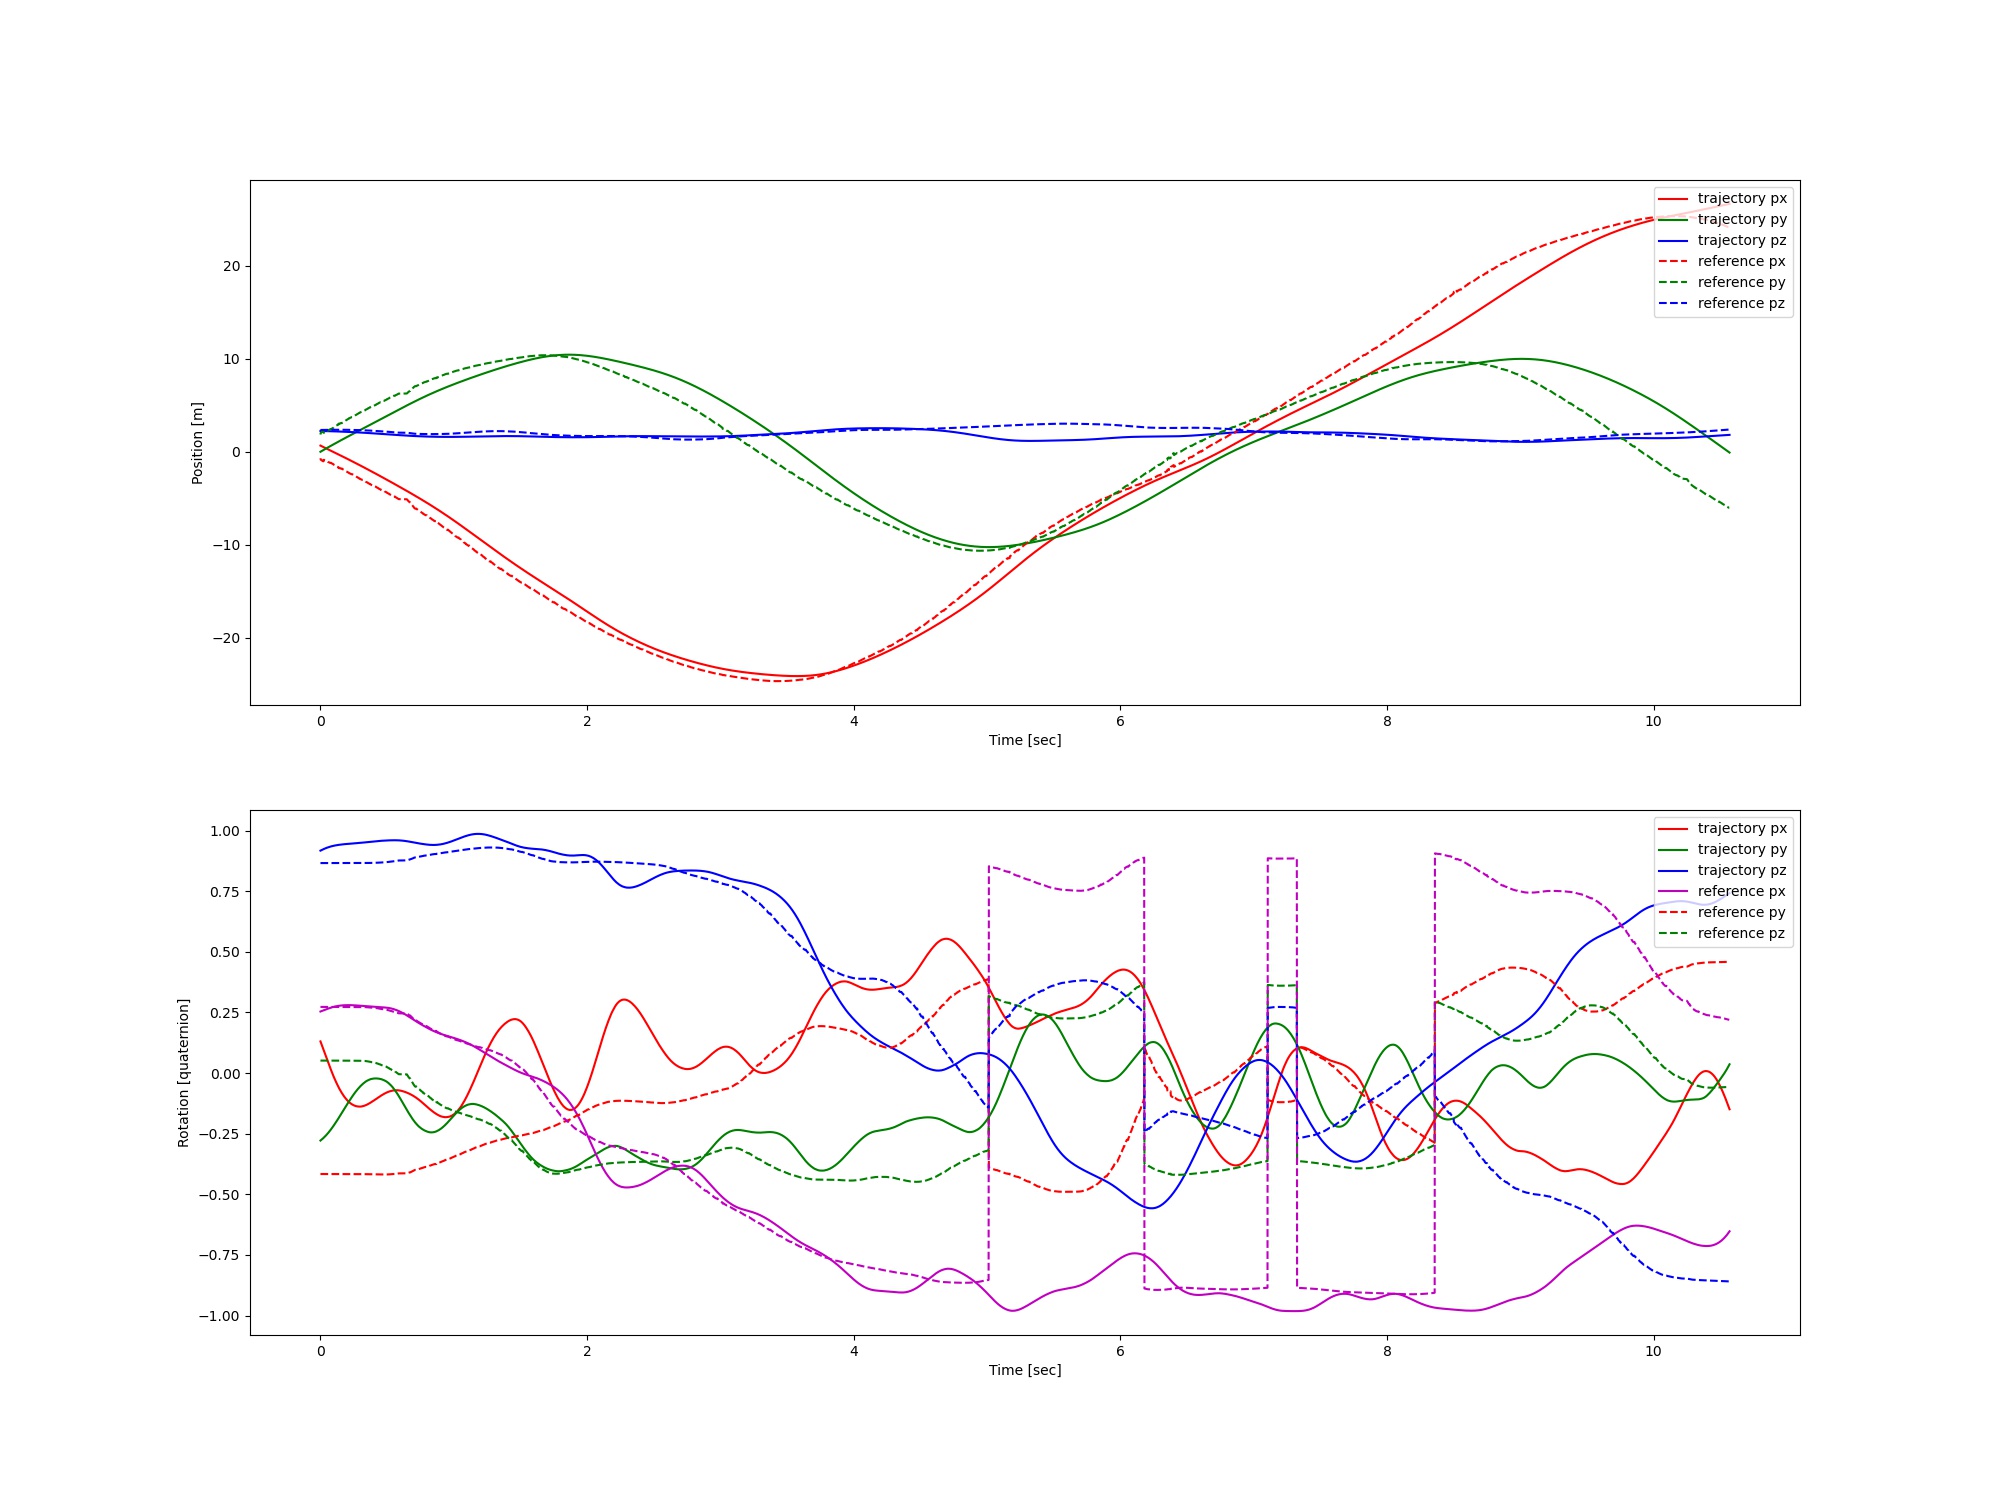 Position [m]
20
10
0
−10
−20
trajectory px
trajectory py
trajectory pz
reference px
reference py
reference pz
0 2 4 6 8 10
Time [sec]
Rotation [quaternion]
1.00
0.75
0.50
0.25
0.00
−0.25
−0.50
−0.75
−1.00
trajectory px
trajectory py
trajectory pz
reference px
reference py
reference pz
0 2 4 6 8 10
Time [sec]